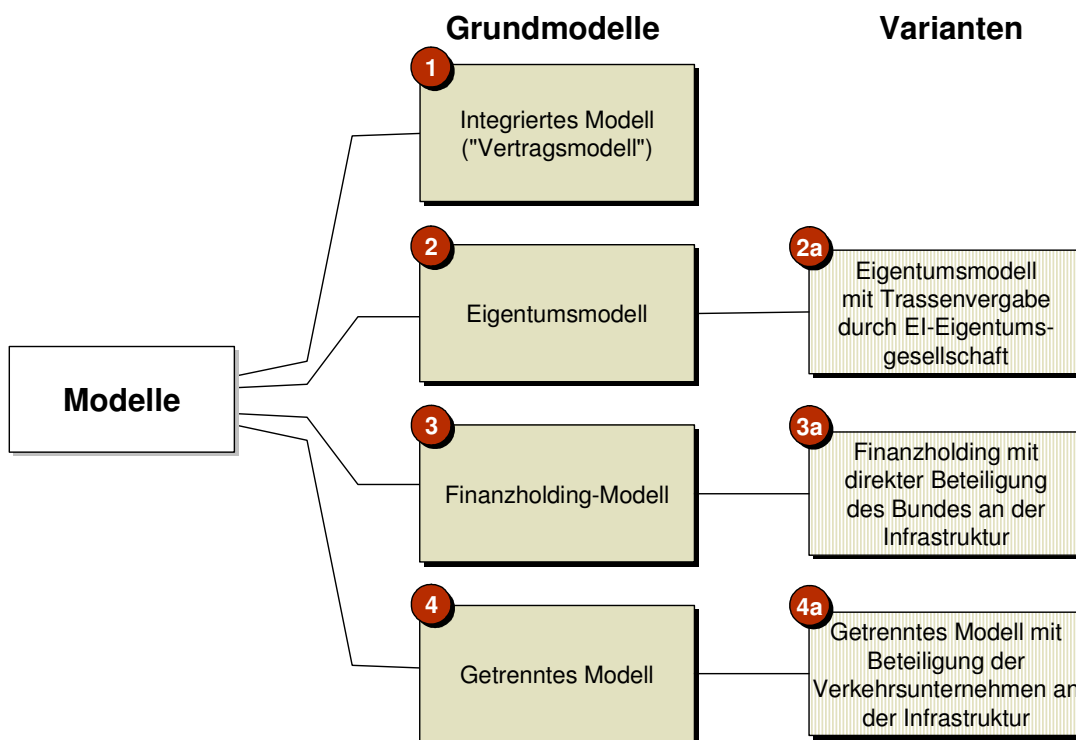 Grundmodelle
Varianten
Modelle
1
Integriertes Modell
("Vertragsmodell")
2
Eigentumsmodell
2a
Eigentumsmodell
mit Trassenvergabe
durch EI-Eigentums-
gesellschaft
3
Finanzholding-Modell
3a
Finanzholding mit
direkter Beteiligung
des Bundes an der
Infrastruktur
4
Getrenntes Modell
4a
Getrenntes Modell mit
Beteiligung der
Verkehrsunternehmen an
der Infrastruktur